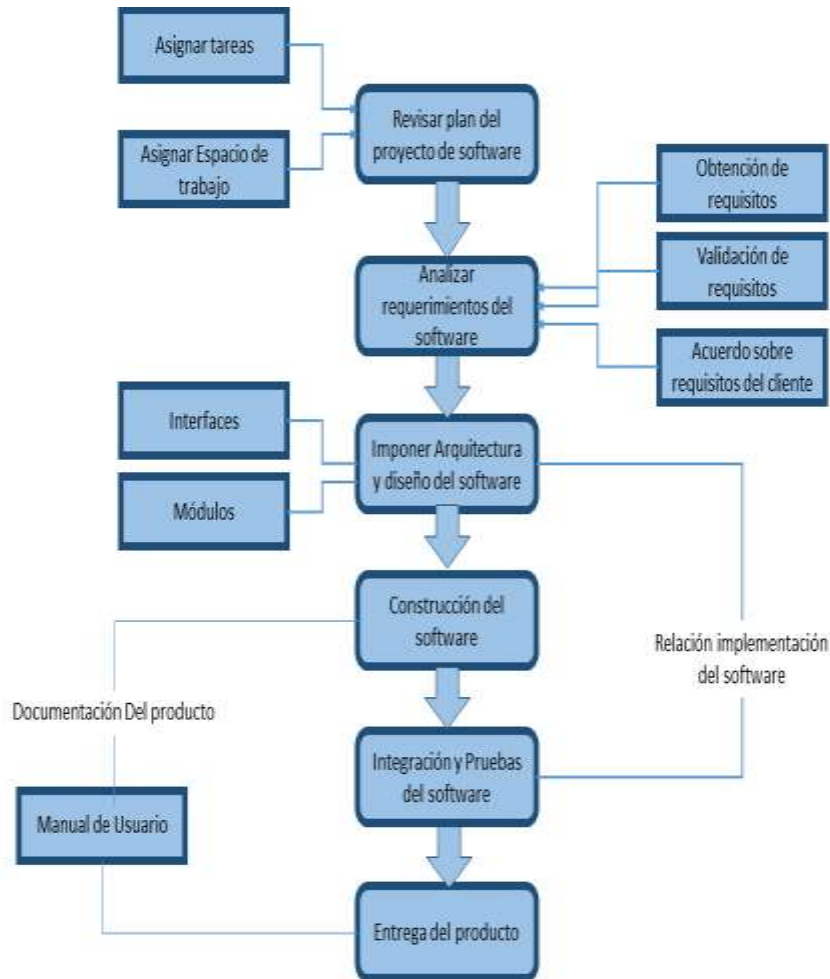 Asignar tareas
Revisar plan del
proyecto de software
Asignar Espacio de
trabajo
Obtención de
requisitos
Validación de
requisitos
Analizar
requerimientos del
software
Acuerdo sobre
requisitos del cliente
Interfaces
Imponer Arquitectura
y diseño del software
Módulos
Construcción del
software
Relación implementación
del software
Documentación Del producto
Integración y Pruebas
del software
Manual de Usuario
Entrega del producto